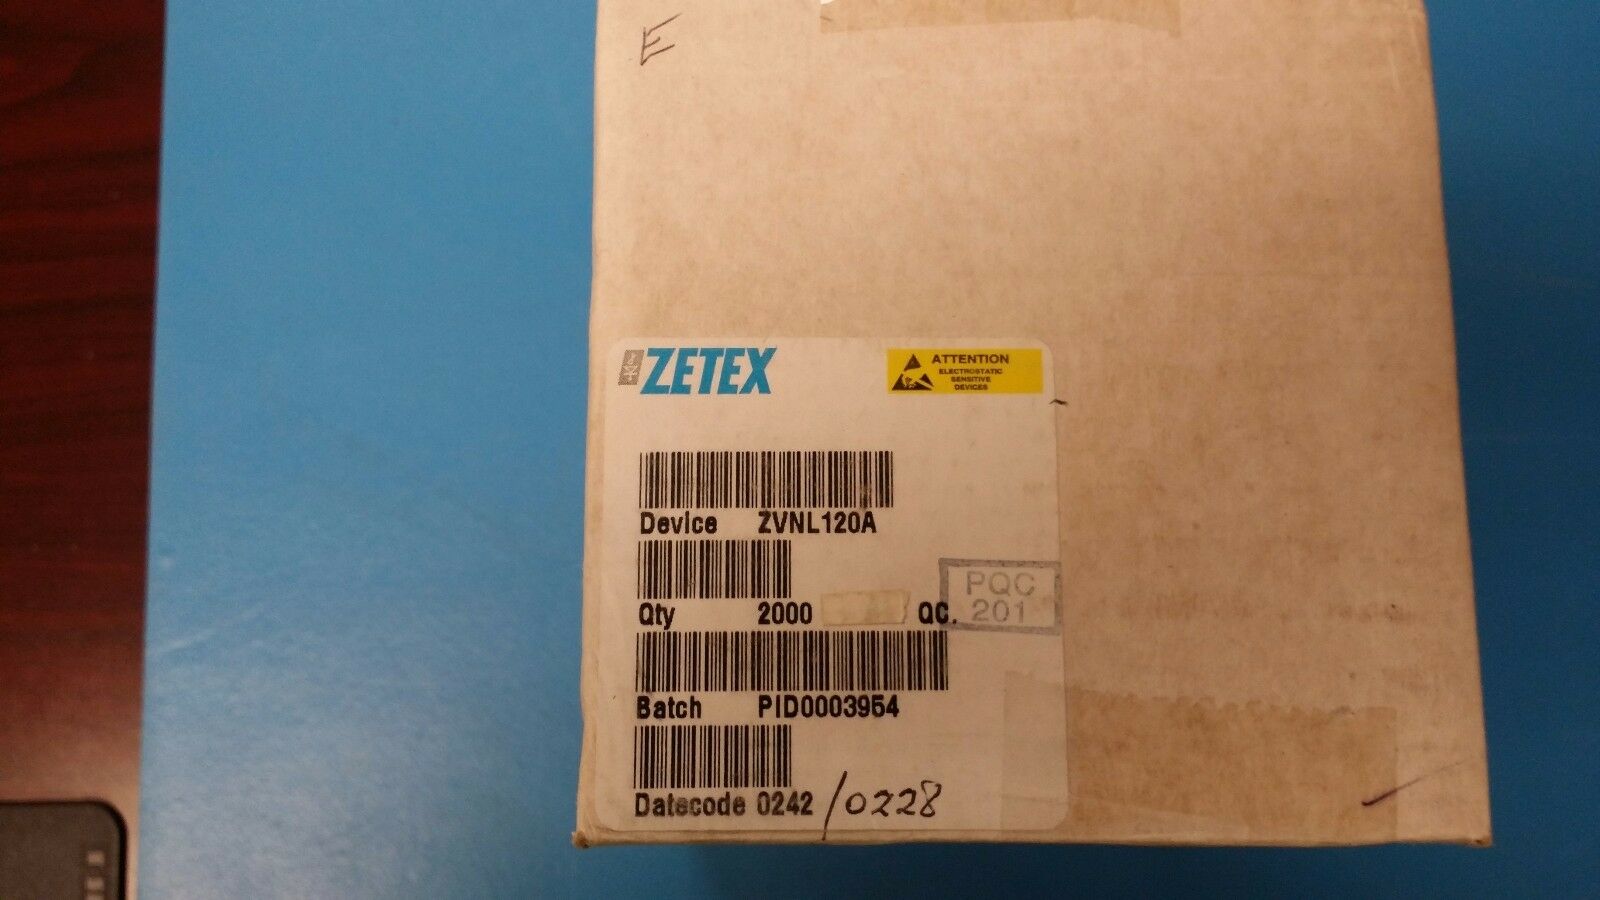 E
ZETEX
ATTENTION
ELECTROSTATIC
SENSITIVE
DEVICES
Device ZVNL120A
Qty 2000 QC.
PQC
201
Batch PID0003954
Datecode 0242 /0228